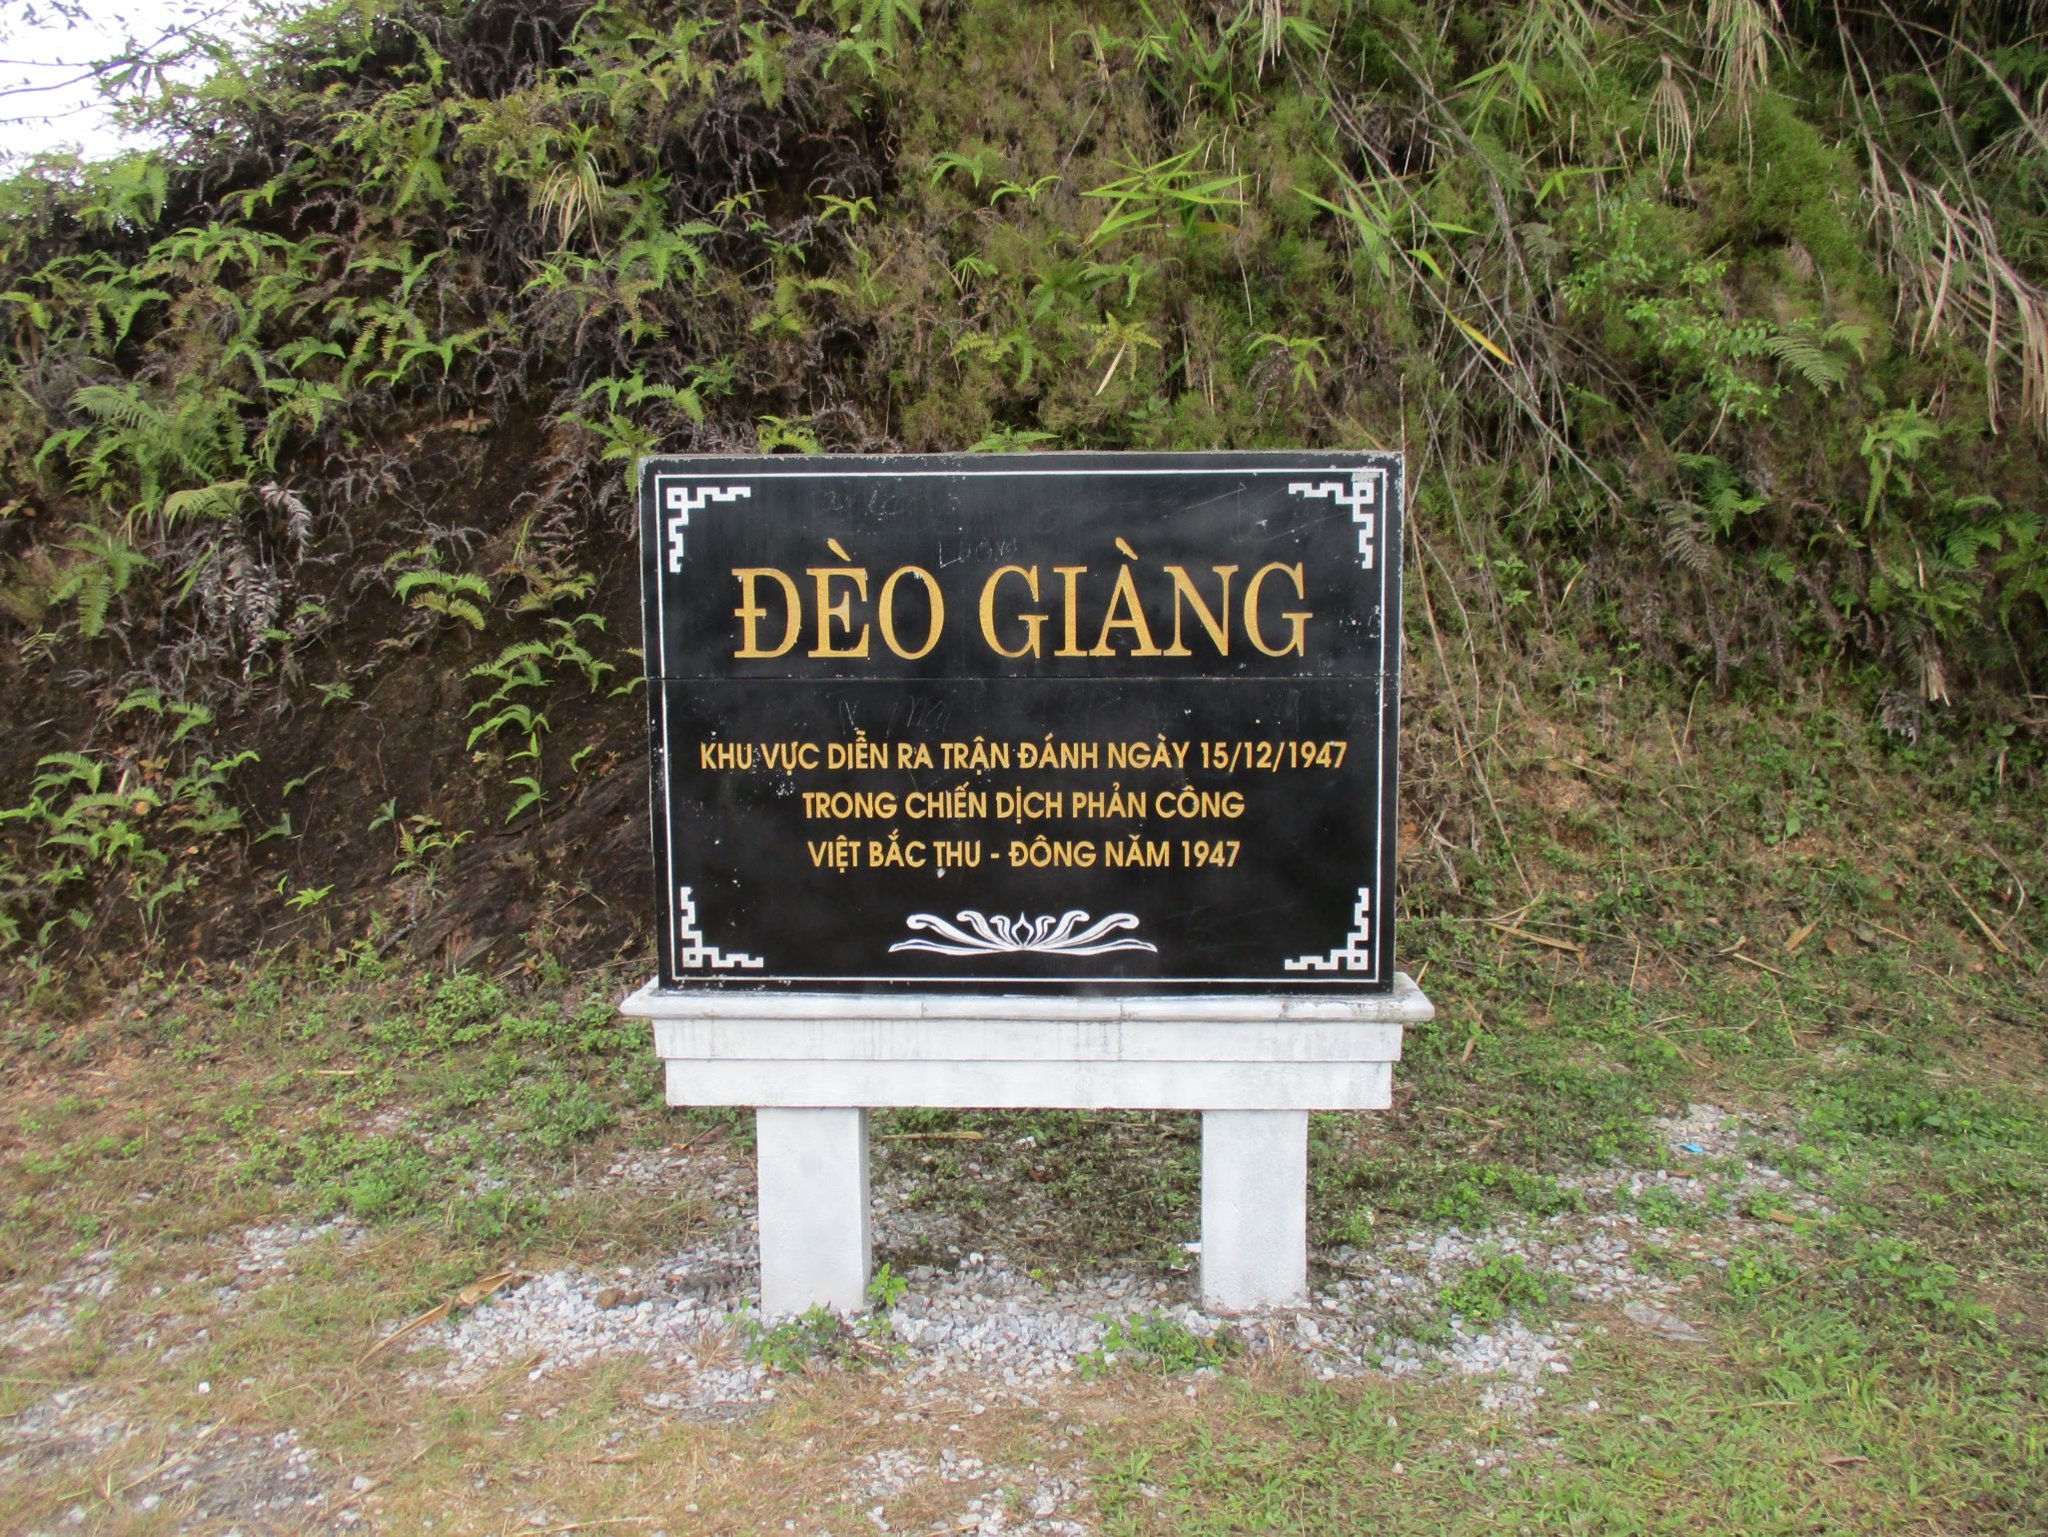 ĐÈO GIÀNG
KHU VỰC DIỄN RA TRẬN ĐÁNH NGÀY 15/12/1947
TRONG CHIẾN DỊCH PHẢN CÔNG
VIỆT BẮC THU - ĐÔNG NĂM 1947